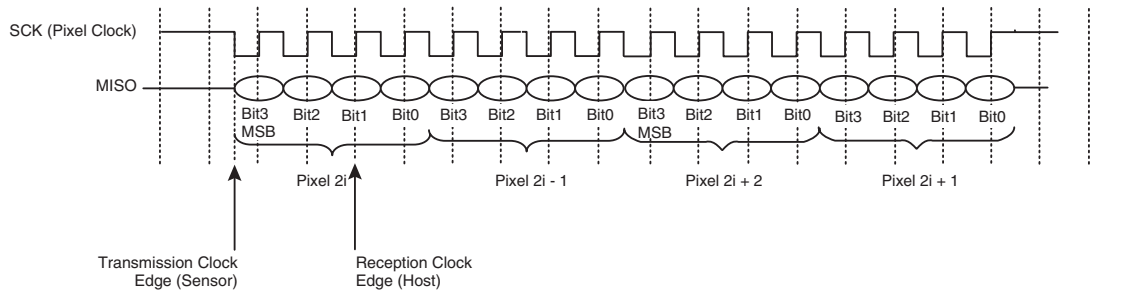 SCK (Pixel Clock)
MISO
Bit3 Bit2 Bit1 Bit0 Bit3 Bit2 Bit1 Bit0 Bit3 Bit2 Bit1 Bit0 Bit3 Bit2 Bit1 Bit0
MSB MSB
Pixel 2i Pixel 2i - 1 Pixel 2i + 2 Pixel 2i + 1
Transmission Clock
Edge (Sensor)
Reception Clock
Edge (Host)